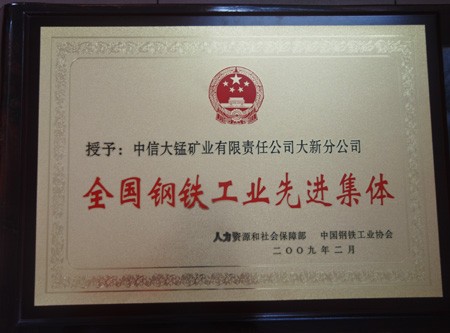 授予：中信大锰矿业有限责任公司大新分公司
全国钢铁工业先进集体
人力资源和社会保障部 中国钢铁工业协会
二〇〇九年二月